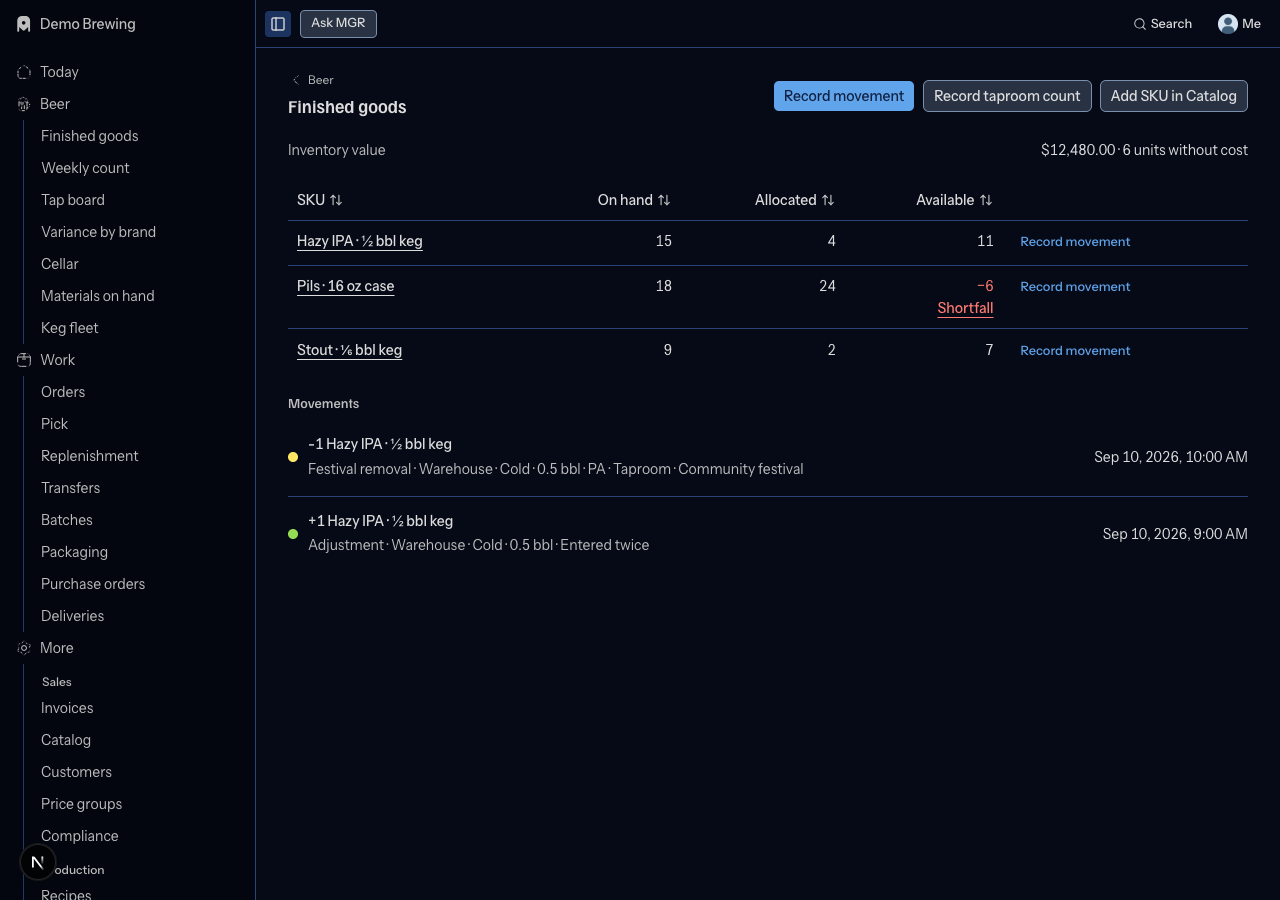 Demo Brewing
Today
Beer
Finished goods
Weekly count
Tap board
Variance by brand
Cellar
Materials on hand
Keg fleet
Work
Orders
Pick
Replenishment
Transfers
Batches
Packaging
Purchase orders
Deliveries
More
Sales
Invoices
Catalog
Customers
Price groups
Compliance
N
oduction
Recipes
Ask MGR
Search
Me
Beer
Finished goods
Record movement
Record taproom count
Add SKU in Catalog
Inventory value
$12,480.00 · 6 units without cost
SKU On hand Allocated Available
Hazy IPA · ½ bbl keg 15 4 11 Record movement
Pils · 16 oz case 18 24 −6 Record movement
Shortfall
Stout · ⅙ bbl keg 9 2 7 Record movement
Movements
-1 Hazy IPA · ½ bbl keg
Festival removal · Warehouse · Cold · 0.5 bbl · PA · Taproom · Community festival
Sep 10, 2026, 10:00 AM
+1 Hazy IPA · ½ bbl keg
Adjustment · Warehouse · Cold · 0.5 bbl · Entered twice
Sep 10, 2026, 9:00 AM